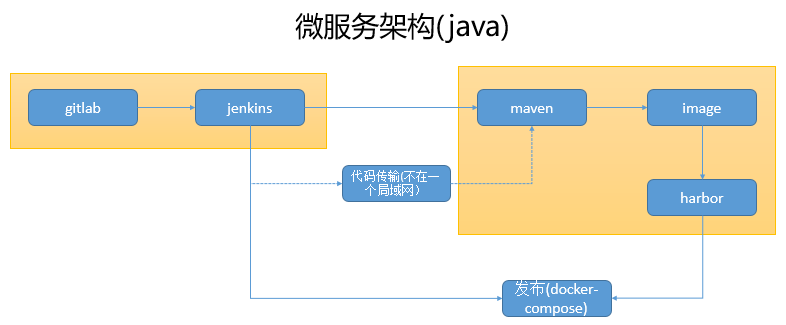 微服务架构(java)
gitlab
jenkins
maven
image
代码传输(不在一
个局域网）
harbor
发布(docker-
compose)